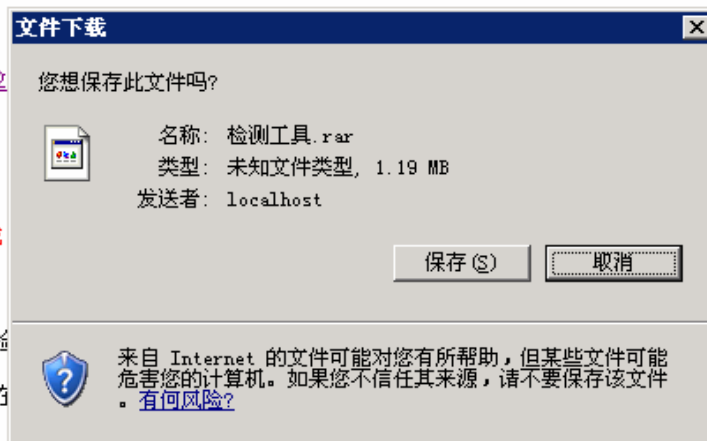 文件下载
您想保存此文件吗?
名称: 检测工具.rar
类型: 未知文件类型, 1.19 MB
发送者: localhost
保存(S)
取消
来自 Internet 的文件可能对您有所帮助，但某些文件可能
危害您的计算机。如果您不信任其来源，请不要保存该文件
。有何风险?